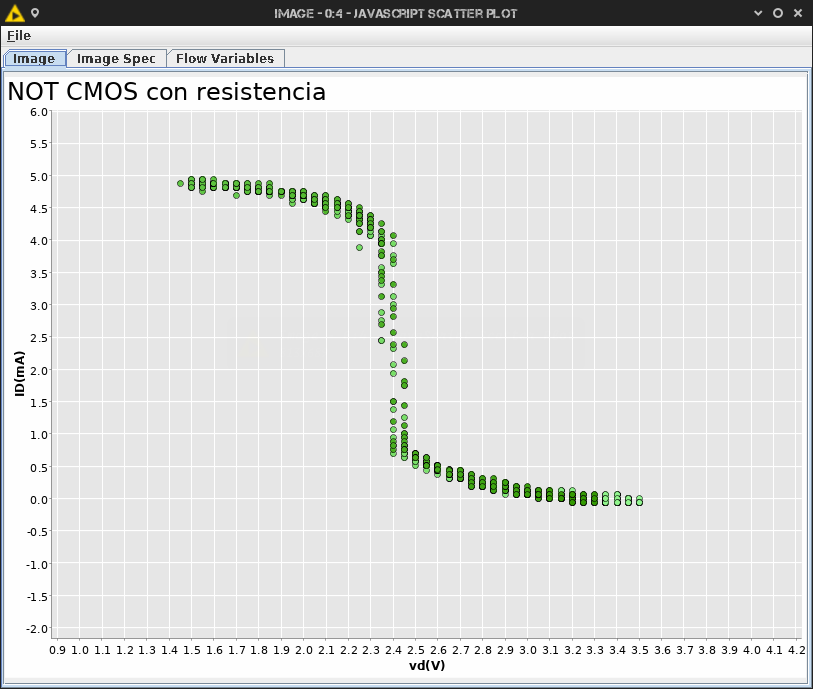 IMAGE - 0:4 - JAVASCRIPT SCATTER PLOT
File
Image Image Spec Flow Variables
NOT CMOS con resistencia
6.0
5.5
5.0
4.5
4.0
3.5
3.0
2.5
2.0
1.5
1.0
0.5
0.0
-0.5
-1.0
-1.5
-2.0
ID(mA)
0.9 1.0 1.1 1.2 1.3 1.4 1.5 1.6 1.7 1.8 1.9 2.0 2.1 2.2 2.3 2.4 2.5 2.6 2.7 2.8 2.9 3.0 3.1 3.2 3.3 3.4 3.5 3.6 3.7 3.8 3.9 4.0 4.1 4.2
vd(V)